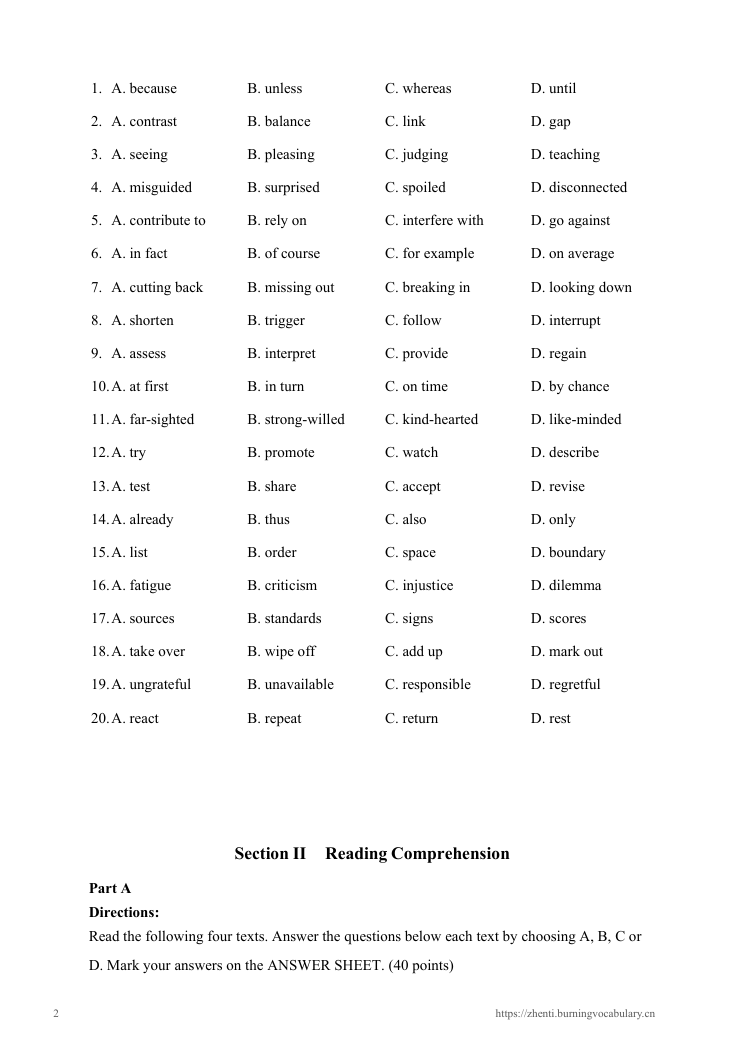 1. A. because B. unless C. whereas D. until
2. A. contrast B. balance C. link D. gap
3. A. seeing B. pleasing C. judging D. teaching
4. A. misguided B. surprised C. spoiled D. disconnected
5. A. contribute to B. rely on C. interfere with D. go against
6. A. in fact B. of course C. for example D. on average
7. A. cutting back B. missing out C. breaking in D. looking down
8. A. shorten B. trigger C. follow D. interrupt
9. A. assess B. interpret C. provide D. regain
10. A. at first B. in turn C. on time D. by chance
11. A. far-sighted B. strong-willed C. kind-hearted D. like-minded
12. A. try B. promote C. watch D. describe
13. A. test B. share C. accept D. revise
14. A. already B. thus C. also D. only
15. A. list B. order C. space D. boundary
16. A. fatigue B. criticism C. injustice D. dilemma
17. A. sources B. standards C. signs D. scores
18. A. take over B. wipe off C. add up D. mark out
19. A. ungrateful B. unavailable C. responsible D. regretful
20. A. react B. repeat C. return D. rest
Section II Reading Comprehension
Part A
Directions:
Read the following four texts. Answer the questions below each text by choosing A, B, C or
D. Mark your answers on the ANSWER SHEET. (40 points)
2 https://zhenti.burningvocabulary.cn